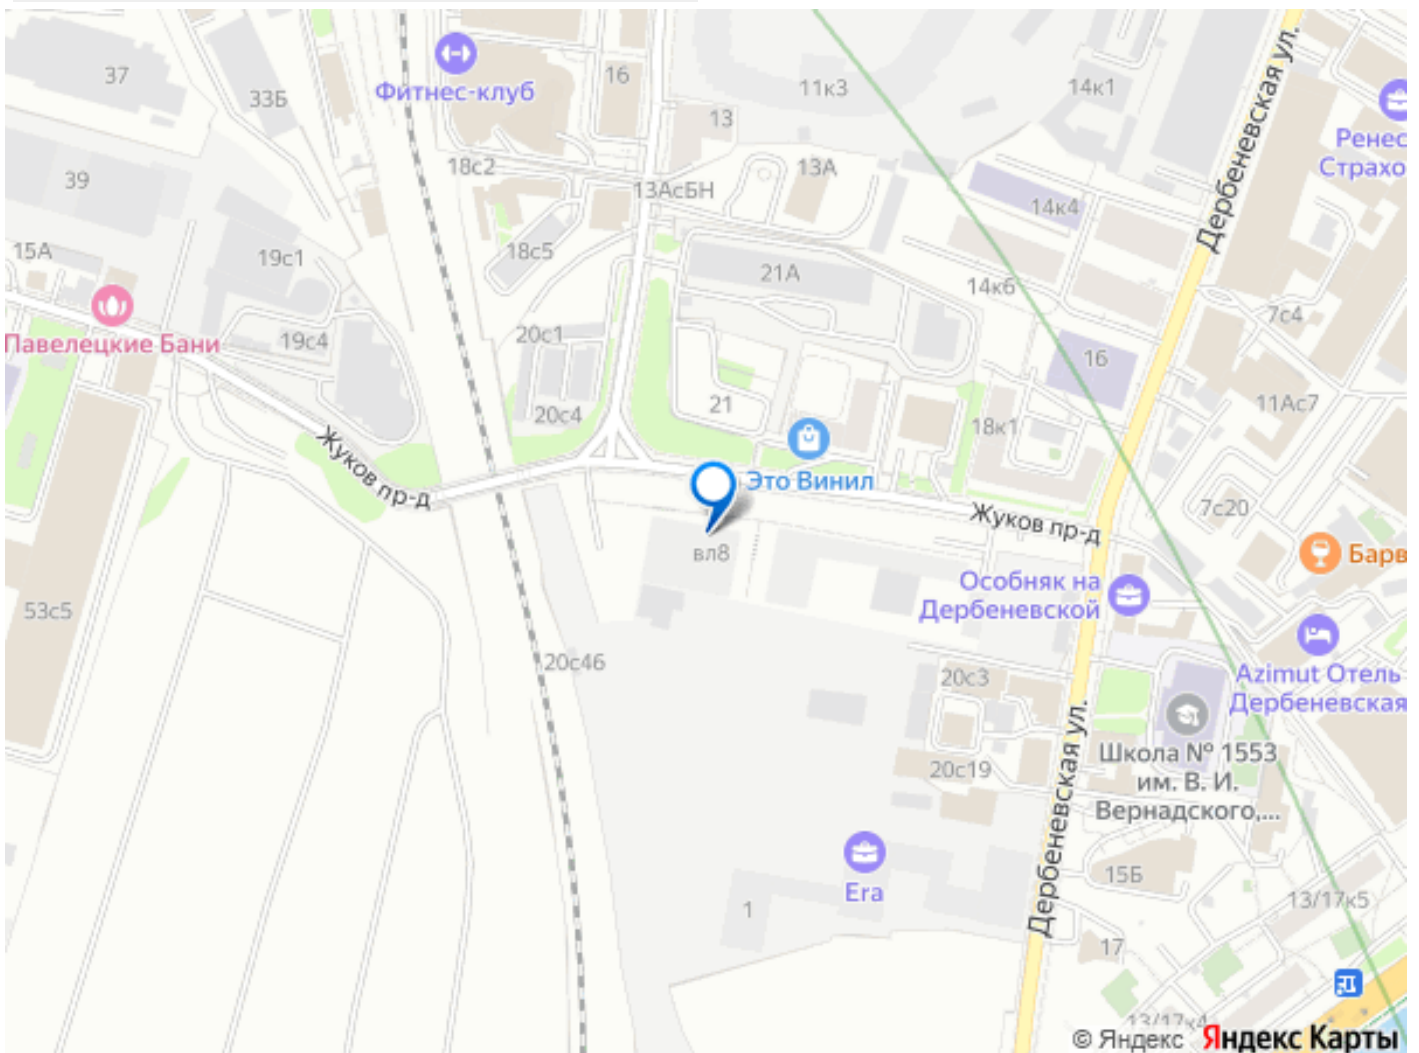 37
33Б
Фитнес-клуб
16
11к3
14к1
Дербеневская ул.
Ренес
Страхо
13
18с2
39
13АсБН
13А
14к4
15А
19с1
18с5
21А
14к6
7с4
Павелецкие Бани
19с4
20с1
16
20с4
21
18к1
11Ас7
Жуков пр-д
Это Винил
7с20
Жуков пр-д
вл8
Барв
Особняк на
Дербеневской
53с5
20с46
20с3
Azimut Отель
Дербеневская
Школа № 1553
им. В. И.
Вернадского,...
20с19
Дербеневская ул.
Era
15Б
1
13/17к5
17
13/17к4
© Яндекс Яндекс Карты